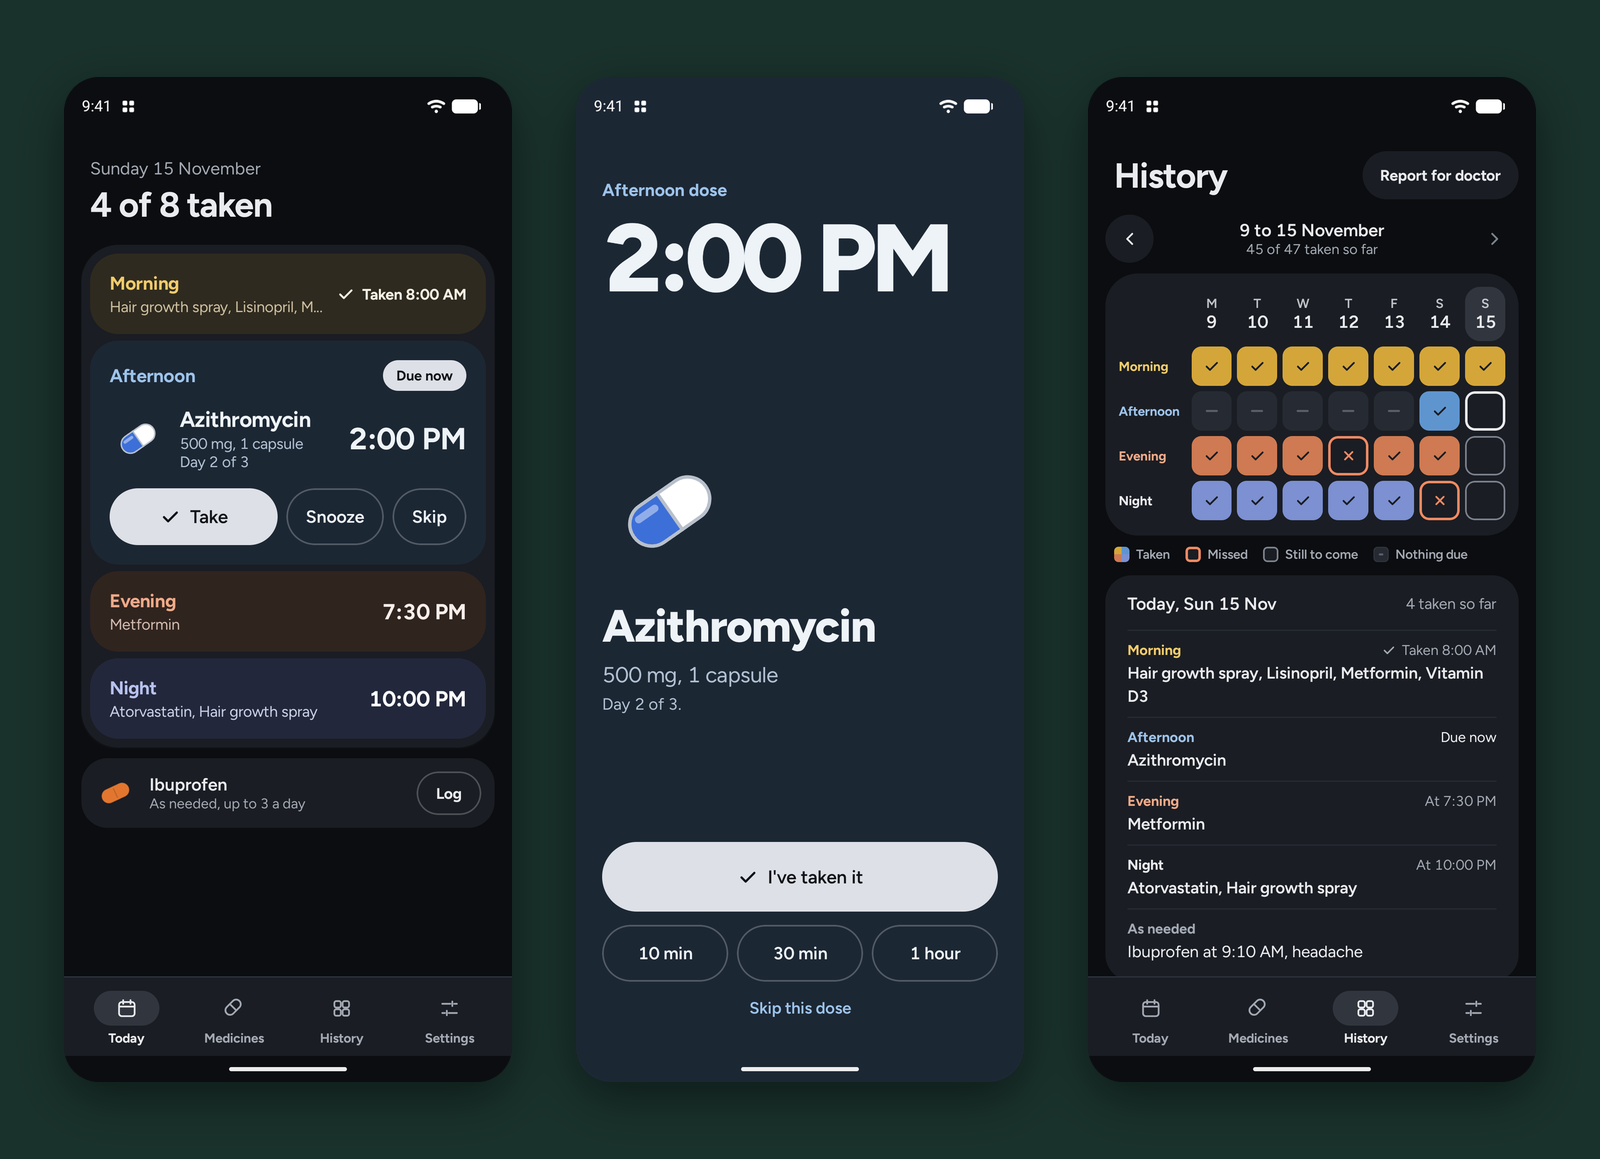 9:41
Sunday 15 November
4 of 8 taken
Morning
Hair growth spray, Lisinopril, M...
Taken 8:00 AM
Afternoon
Due now
Azithromycin
500 mg, 1 capsule
Day 2 of 3
2:00 PM
Take
Snooze
Skip
Evening
Metformin
7:30 PM
Night
Atorvastatin, Hair growth spray
10:00 PM
Ibuprofen
As needed, up to 3 a day
Log
Today
Medicines
History
Settings
9:41
Afternoon dose
2:00 PM
Azithromycin
500 mg, 1 capsule
Day 2 of 3.
I've taken it
10 min
30 min
1 hour
Skip this dose
9:41
History
Report for doctor
9 to 15 November
45 of 47 taken so far
M T W T F S S
9 10 11 12 13 14 15
Morning
Afternoon
Evening
Night
Taken
Missed
Still to come
Nothing due
Today, Sun 15 Nov
4 taken so far
Morning
Taken 8:00 AM
Hair growth spray, Lisinopril, Metformin, Vitamin
D3
Afternoon
Due now
Azithromycin
Evening
At 7:30 PM
Metformin
Night
At 10:00 PM
Atorvastatin, Hair growth spray
As needed
Ibuprofen at 9:10 AM, headache
Today
Medicines
History
Settings